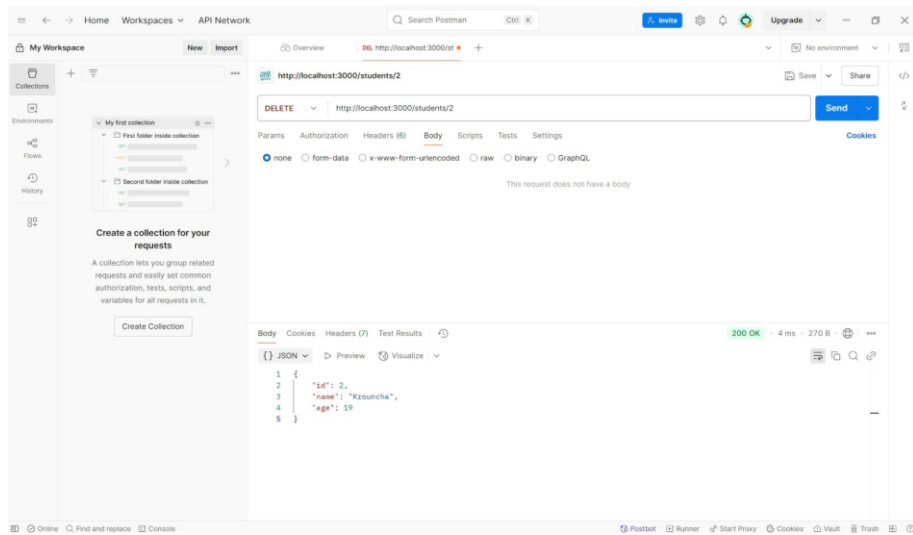 Home Workspaces API Network Search Postman Ctrl K Invite Upgrade
My Workspace New Import Overview DEL http://localhost:3000/st No environment
Collections
Environments
Flows
History
My first collection
First folder inside collection
Second folder inside collection
Create a collection for your
requests
A collection lets you group related
requests and easily set common
authorization, tests, scripts, and
variables for all requests in it.
Create Collection
http://localhost:3000/students/2 Save Share
DELETE http://localhost:3000/students/2 Send
Params Authorization Headers (6) Body Scripts Tests Settings Cookies
none form-data x-www-form-urlencoded raw binary GraphQL
This request does not have a body
Body Cookies Headers (7) Test Results 200 OK 4 ms 270 B
{} JSON Preview Visualize
1 {
2 "id": 2,
3 "name": "Krouncha",
4 "age": 19
5 }
Online Find and replace Console Postbot Runner Start Proxy Cookies Vault Trash